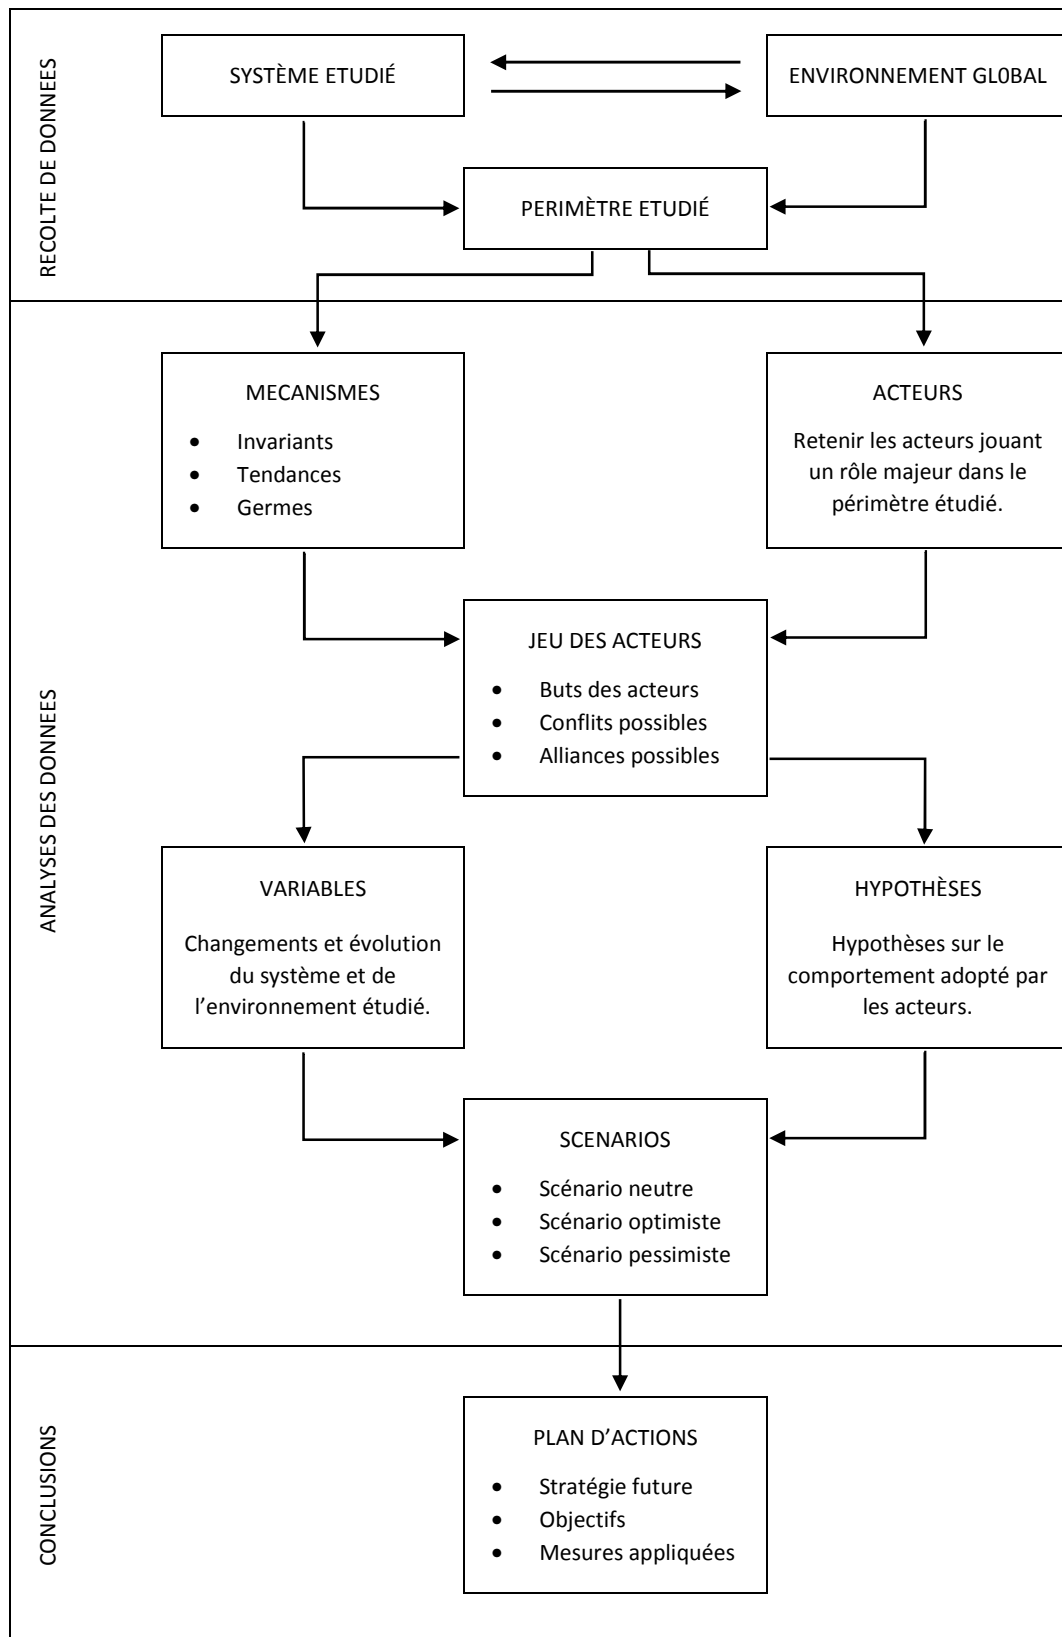 RECOLTE DE DONNEES
SYSTÈME ETUDIÉ
ENVIRONNEMENT GL0BAL
PERIMÈTRE ETUDIÉ
ANALYSES DES DONNEES
MECANISMES
• Invariants
• Tendances
• Germes
ACTEURS
Retenir les acteurs jouant
un rôle majeur dans le
périmètre étudié.
JEU DES ACTEURS
• Buts des acteurs
• Conflits possibles
• Alliances possibles
VARIABLES
Changements et évolution
du système et de
l’environnement étudié.
HYPOTHÈSES
Hypothèses sur le
comportement adopté par
les acteurs.
SCENARIOS
• Scénario neutre
• Scénario optimiste
• Scénario pessimiste
CONCLUSIONS
PLAN D’ACTIONS
• Stratégie future
• Objectifs
• Mesures appliquées